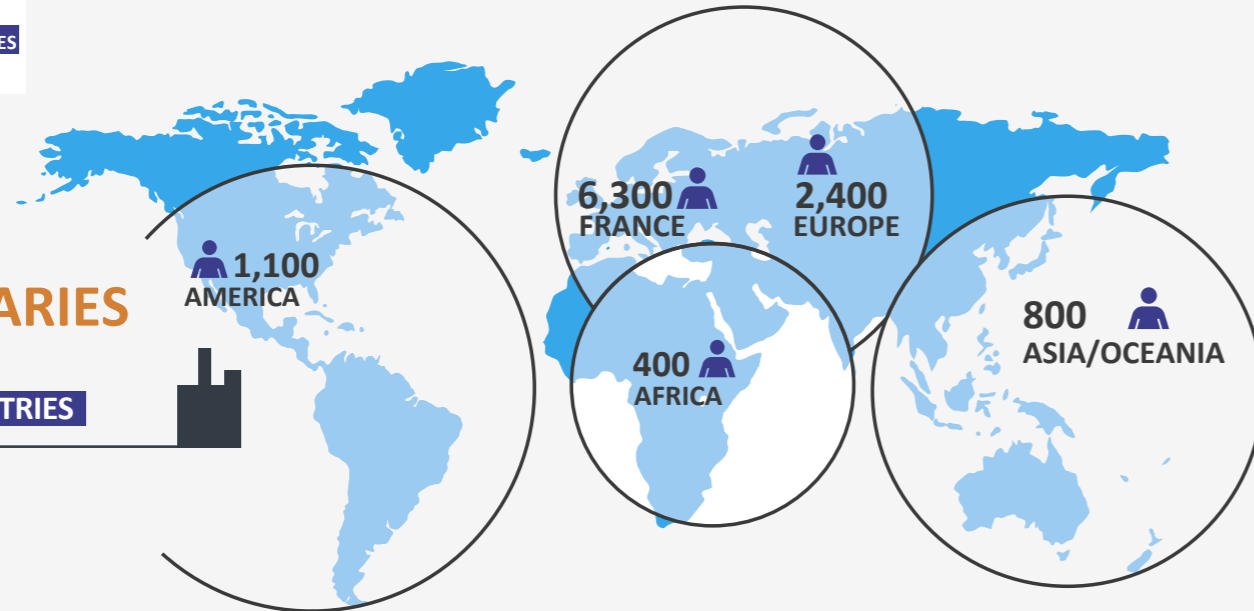 ES
6,300
FRANCE
2,400
EUROPE
1,100
AMERICA
ARIES
800
ASIA/OCEANIA
400
AFRICA
TRIES